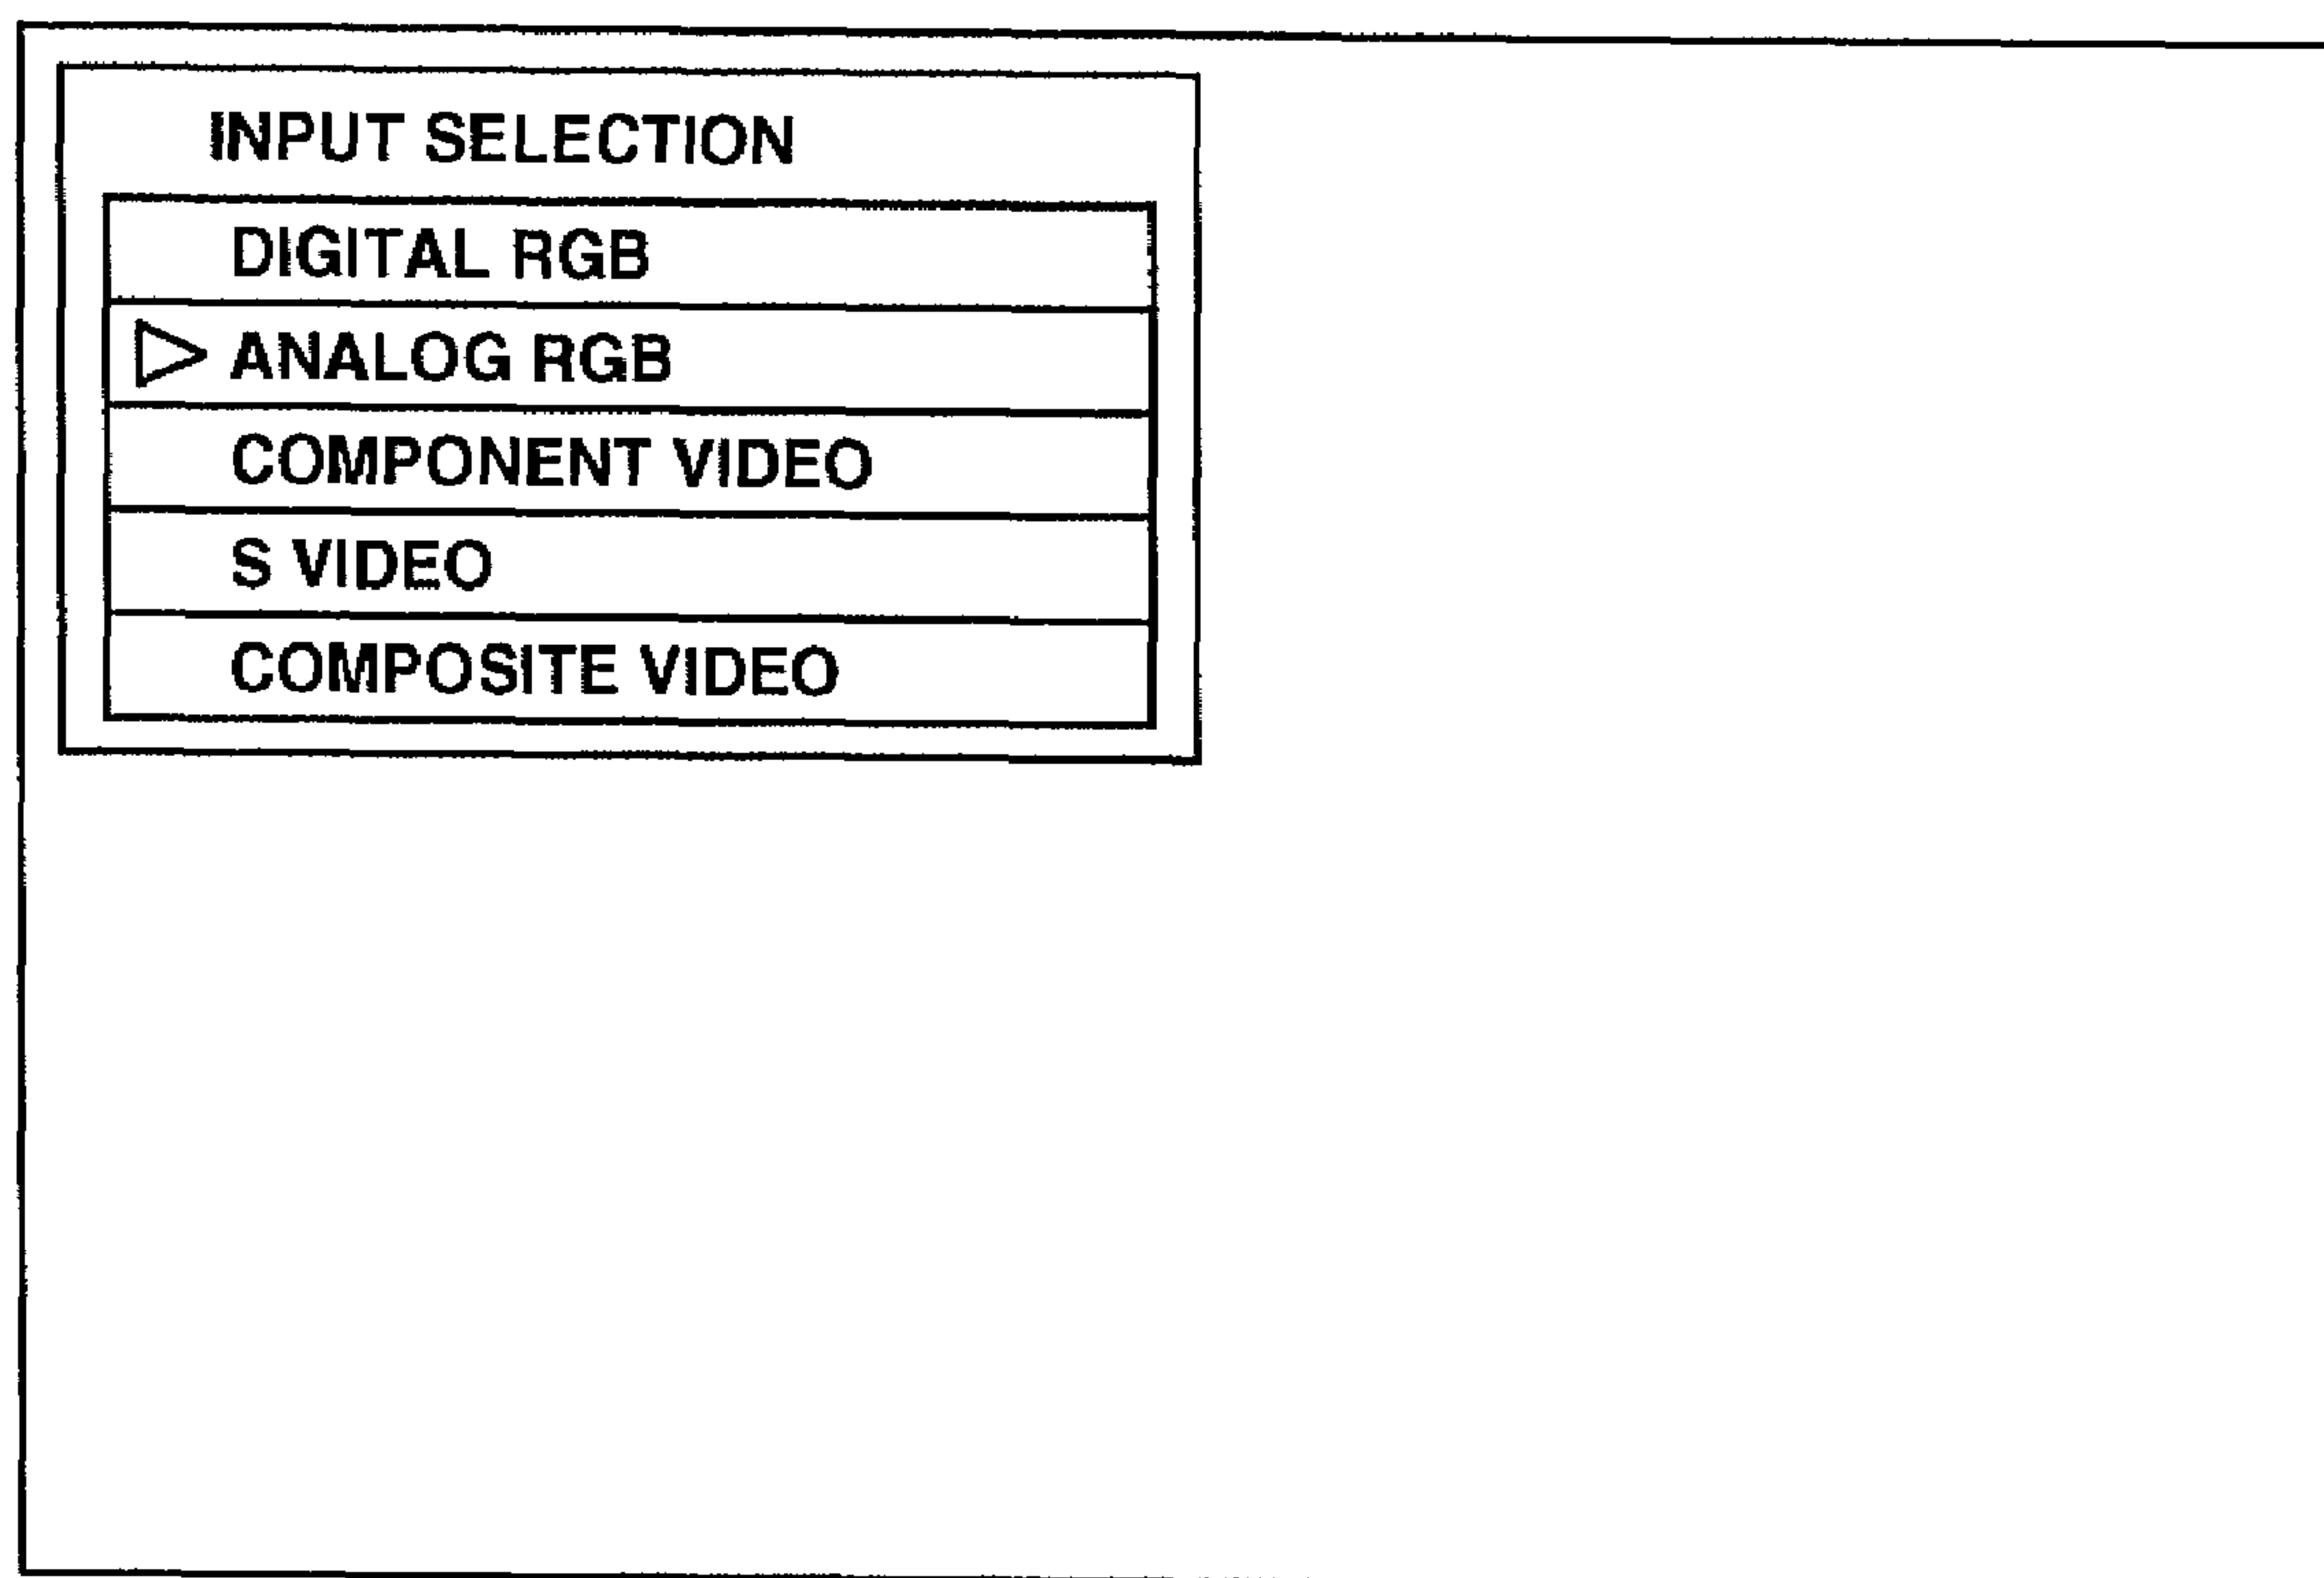 INPUT SELECTION
DIGITAL RGB
ANALOG RGB
COMPONENT VIDEO
S VIDEO
COMPOSITE VIDEO